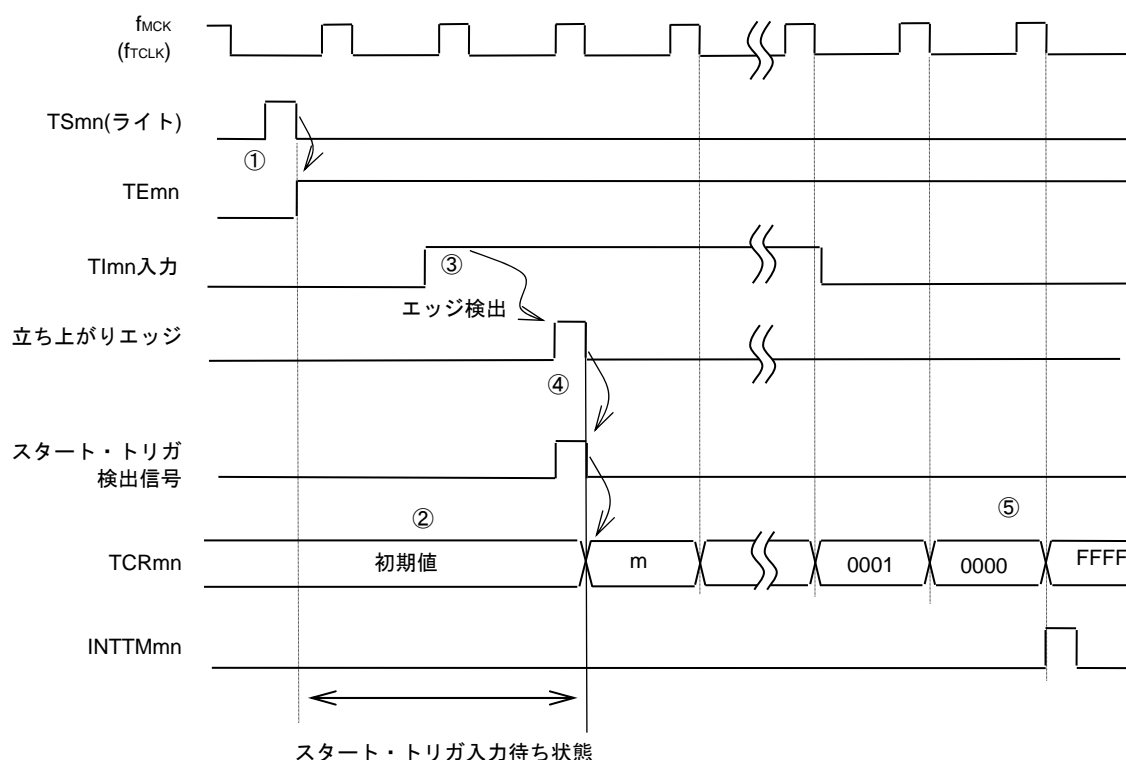 fMCK
(fTCLK)
TSmn(ライト)
①
TEmn
TImn入力
③
エッジ検出
立ち上がりエッジ
④
スタート・トリガ
検出信号
②
⑤
TCRmn
初期値
m
0001
0000
FFFF
INTTMmn
スタート・トリガ入力待ち状態